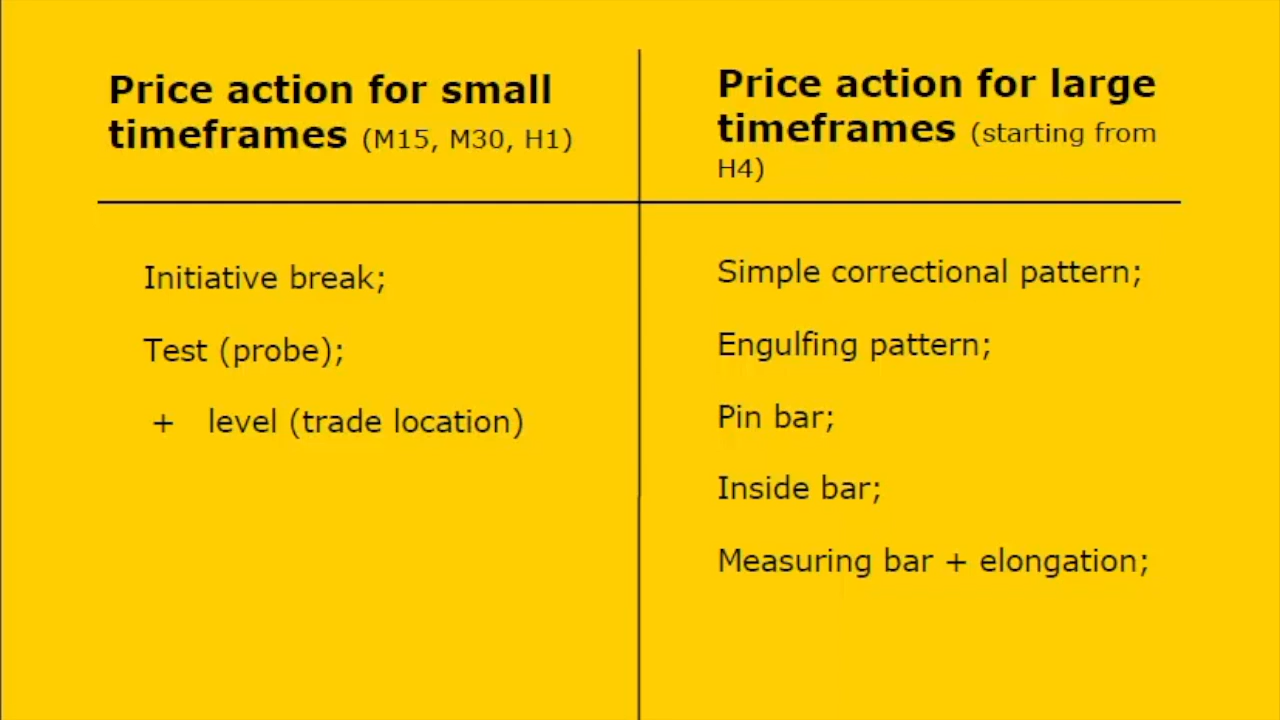 Price action for small
timeframes (M15, M30, H1)
Initiative break;
Test (probe);
+ level (trade location)
Price action for large
timeframes (starting from
H4)
Simple correctional pattern;
Engulfing pattern;
Pin bar;
Inside bar;
Measuring bar + elongation;